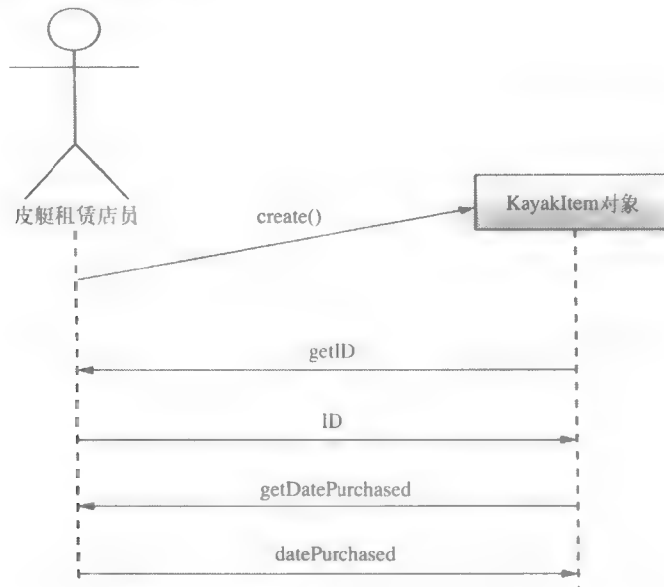 皮艇租赁店员
create()
KayakItem对象
getID
ID
getDatePurchased
datePurchased